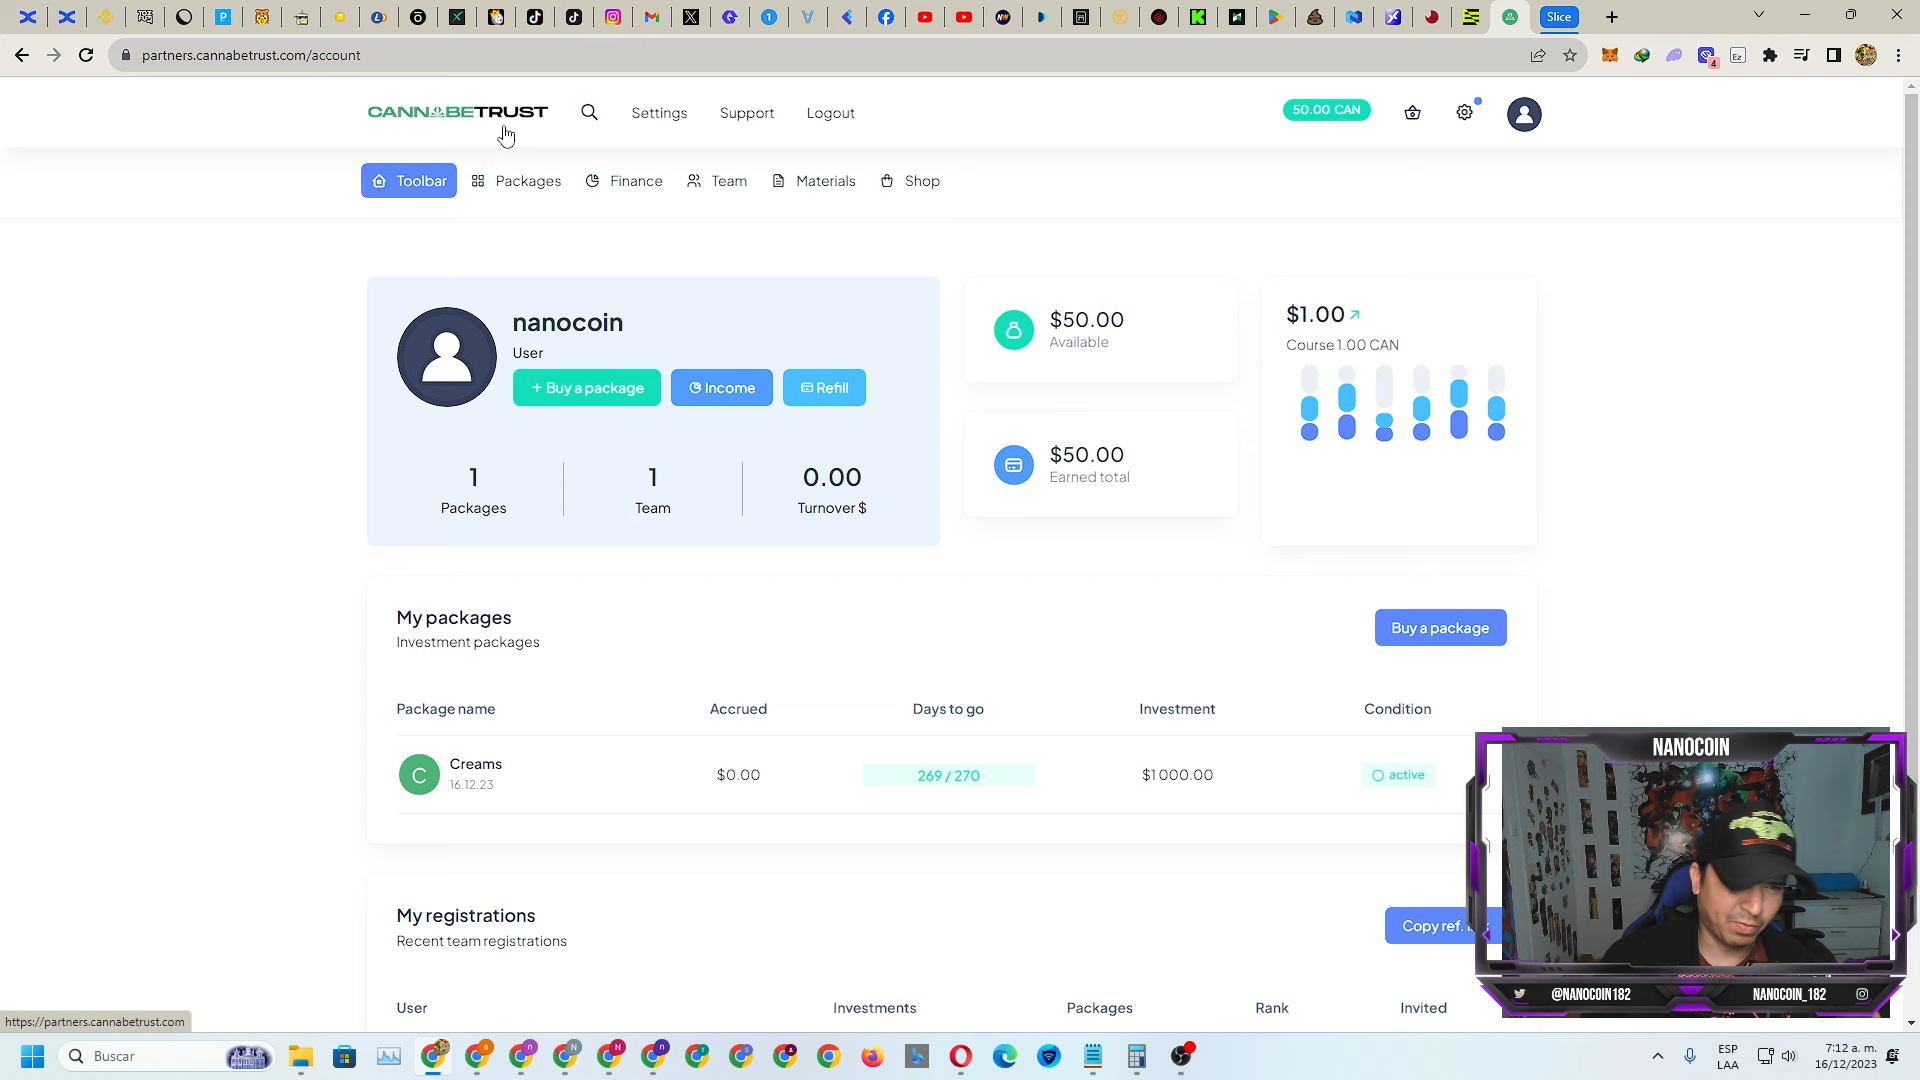 Slice
partners.cannabetrust.com/account
4
Ez
CANNABETRUST
Settings
Support
Logout
50.00 CAN
Toolbar
Packages
Finance
Team
Materials
Shop
nanocoin
User
+ Buy a package
Income
Refill
1
Packages
1
Team
0.00
Turnover $
$50.00
Available
$50.00
Earned total
$1.00
Course 1.00 CAN
My packages
Investment packages
Buy a package
Package name
Accrued
Days to go
Investment
Condition
C
Creams
16.12.23
$0.00
269 / 270
$1000.00
active
My registrations
Recent team registrations
Copy ref.
User
Investments
Packages
Rank
Invited
NANOCOIN
@NANOCOIN182
NANOCOIN_182
https://partners.cannabetrust.com
Buscar
ESP
LAA
7:12 a. m.
16/12/2023